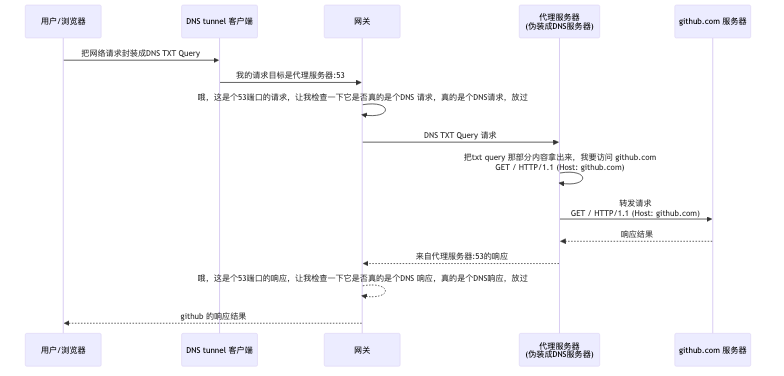 用户/浏览器
DNS tunnel 客户端
网关
代理服务器
(伪装成DNS服务器)
github.com 服务器
把网络请求封装成DNS TXT Query
我的请求目标是代理服务器:53
哦，这是个53端口的请求，让我检查一下它是否真的是个DNS 请求，真的是个DNS请求，放过
DNS TXT Query 请求
把txt query 那部分内容拿出来，我要访问 github.com
GET / HTTP/1.1 (Host: github.com)
转发请求
GET / HTTP/1.1 (Host: github.com)
响应结果
来自代理服务器:53的响应
哦，这是个53端口的响应，让我检查一下它是否真的是个DNS 响应，真的是个DNS响应，放过
github 的响应结果
用户/浏览器
DNS tunnel 客户端
网关
代理服务器
(伪装成DNS服务器)
github.com 服务器